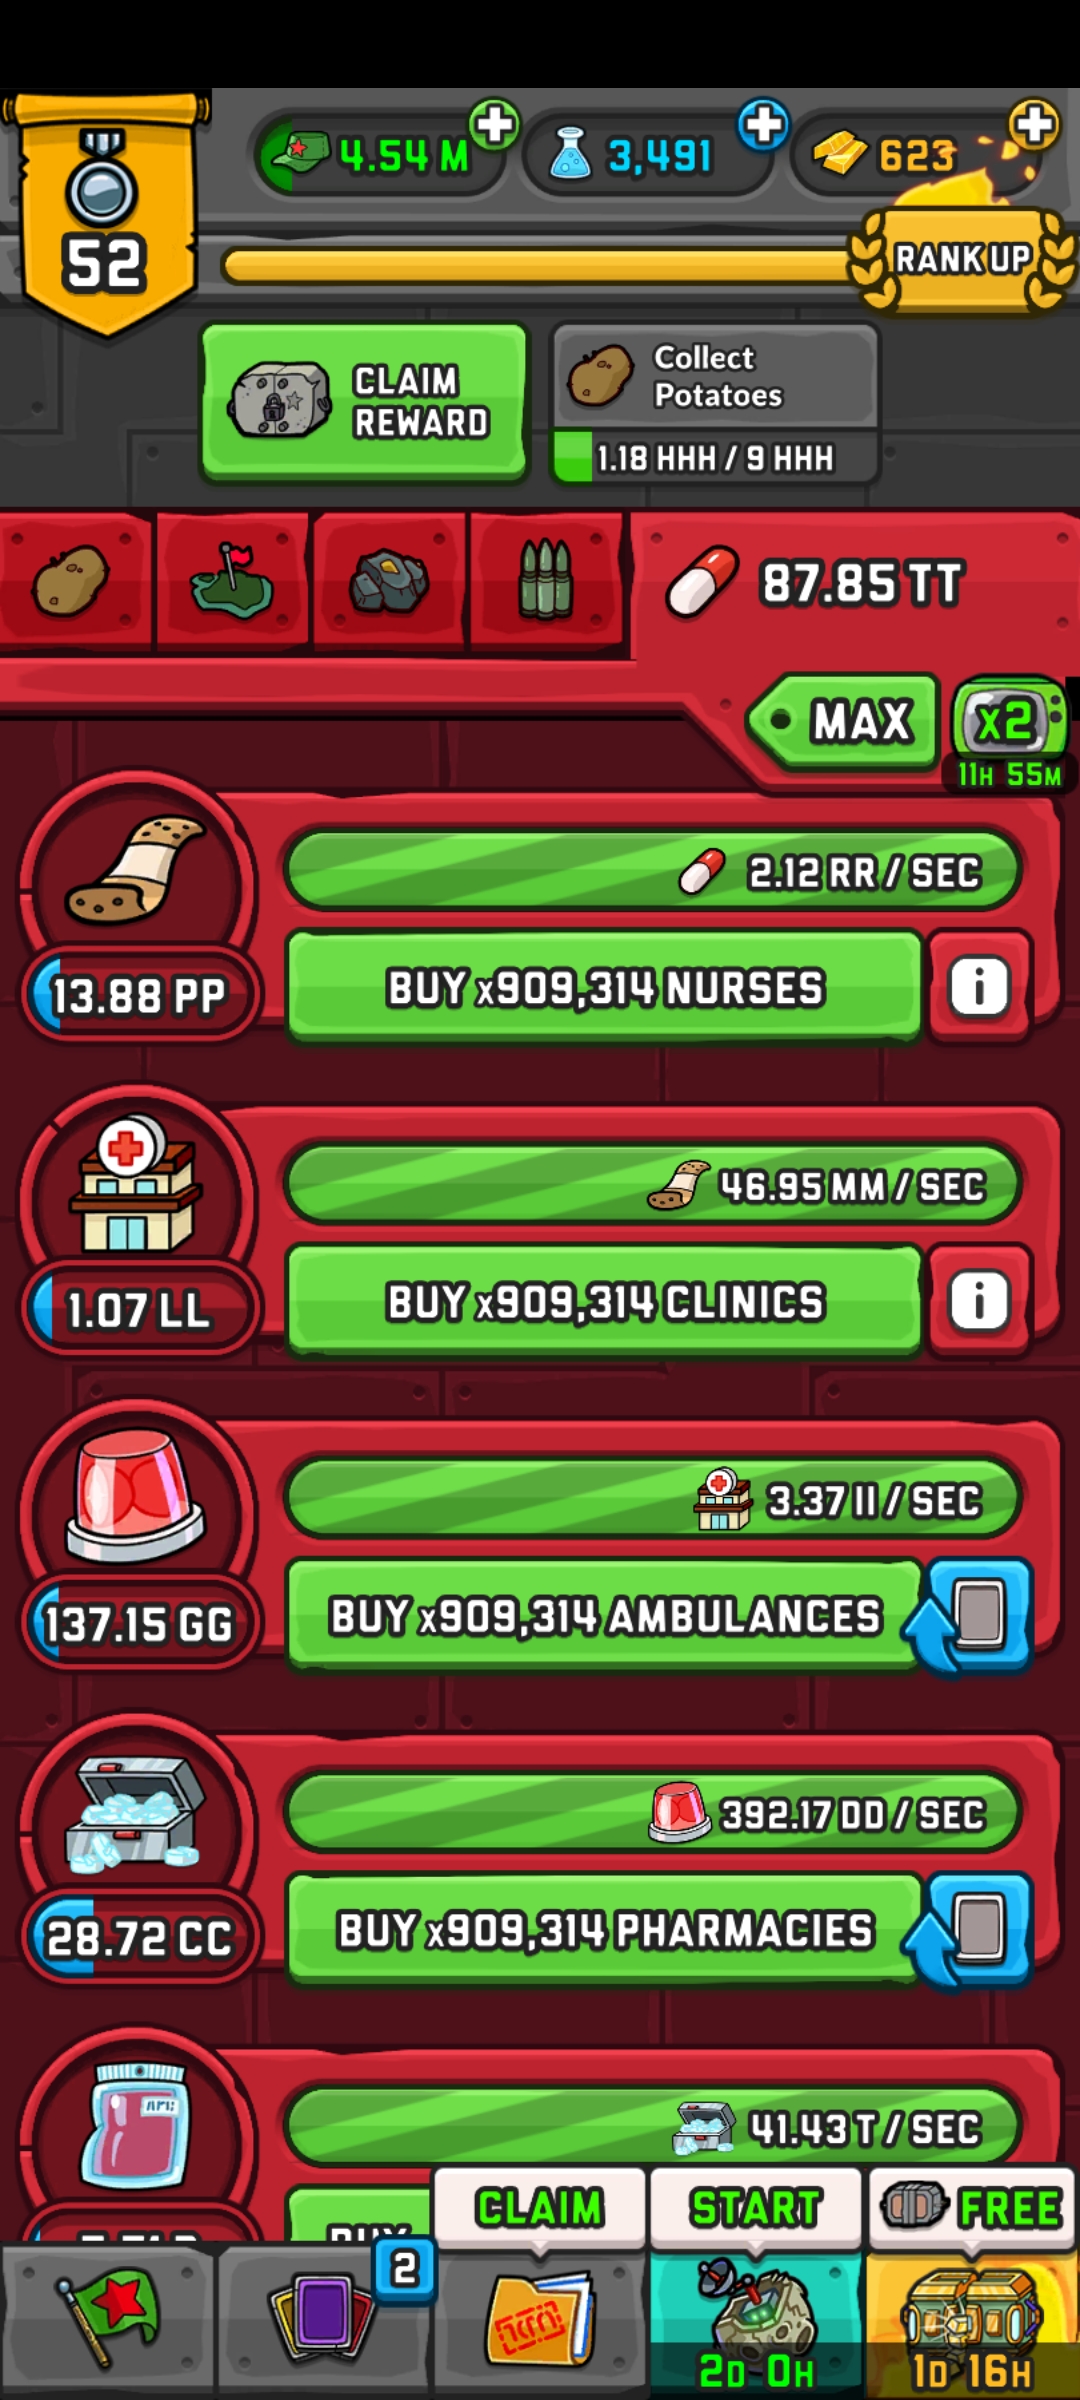 52
4.54 M
3,491
623
RANK UP
CLAIM
REWARD
Collect
Potatoes
1.18 HHH / 9 HHH
87.85 TT
MAX
x2
11H 55M
2.12 RR / SEC
13.88 PP
BUY x909,314 NURSES
i
46.95 MM / SEC
1.07 LL
BUY x909,314 CLINICS
i
3.37 II / SEC
137.15 GG
BUY x909,314 AMBULANCES
392.17 DD / SEC
28.72 CC
BUY x909,314 PHARMACIES
41.43 T / SEC
BUY
CLAIM
START
FREE
2
2D 0H
1D 16H